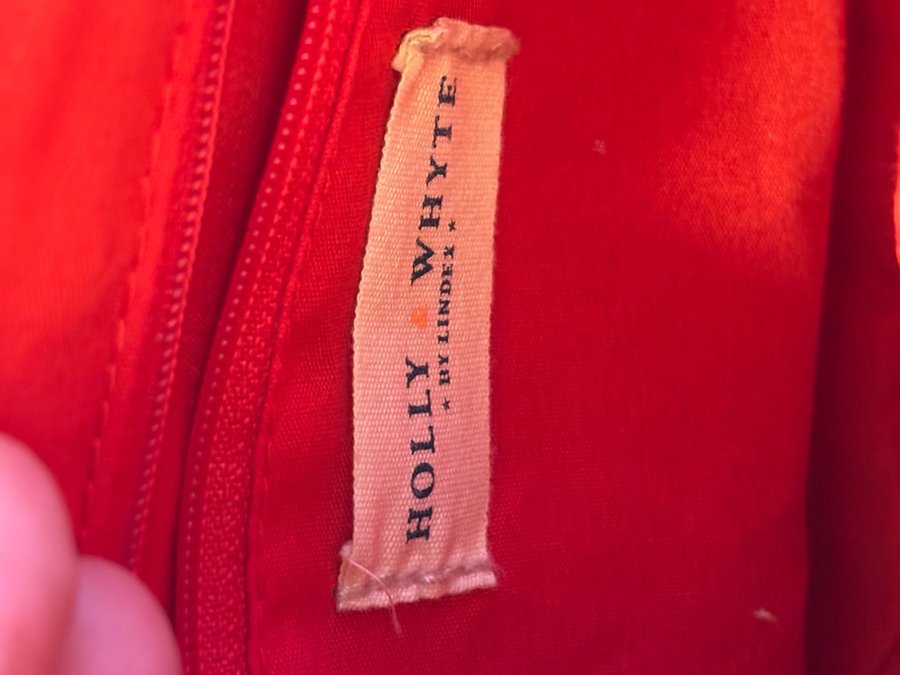 HOLLY & WHYTE
★ BY LINDEX ★